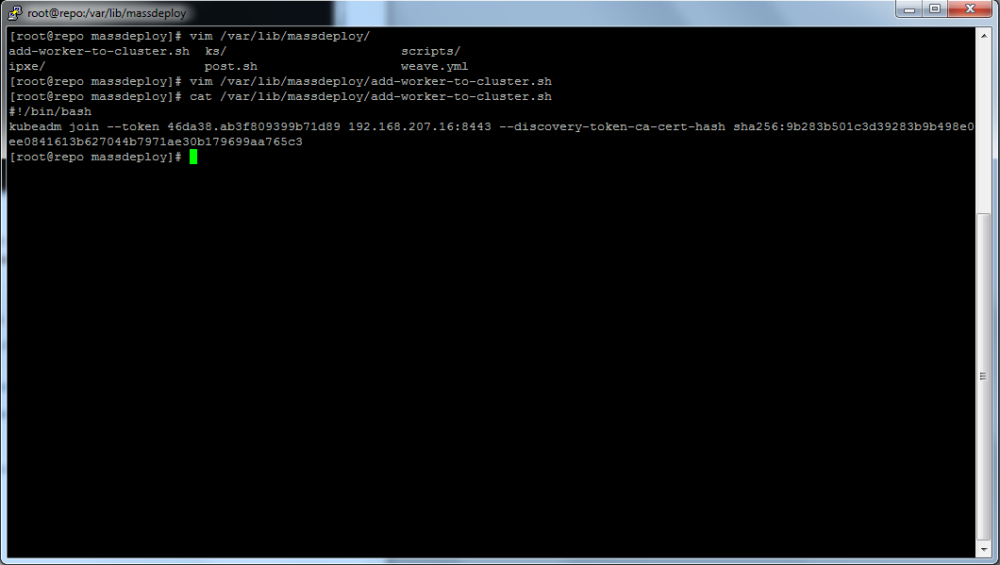 root@repo:/var/lib/massdeploy
[root@repo massdeploy]# vim /var/lib/massdeploy/
add-worker-to-cluster.sh  ks/                       scripts/
ipxe/                     post.sh                   weave.yml
[root@repo massdeploy]# vim /var/lib/massdeploy/add-worker-to-cluster.sh
[root@repo massdeploy]# cat /var/lib/massdeploy/add-worker-to-cluster.sh
#!/bin/bash
kubeadm join --token 46da38.ab3f809399b71d89 192.168.207.16:8443 --discovery-token-ca-cert-hash sha256:9b283b501c3d39283b9b498e0
ee0841613b627044b7971ae30b179699aa765c3
[root@repo massdeploy]#